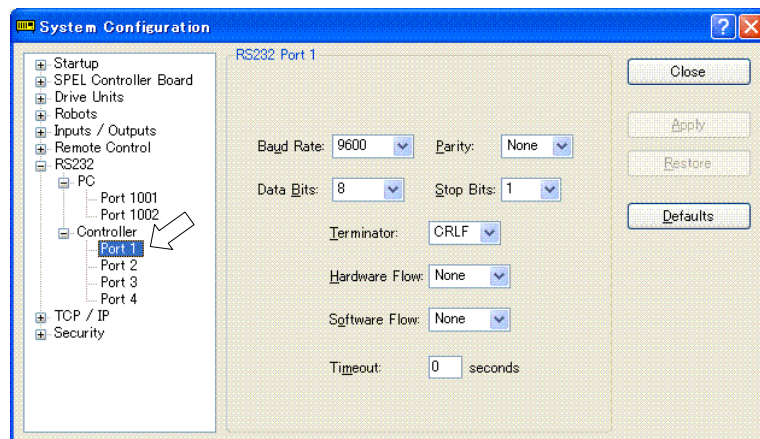 System Configuration
Startup
SPEL Controller Board
Drive Units
Robots
Inputs / Outputs
Remote Control
RS232
PC
Port 1001
Port 1002
Controller
Port 1
Port 2
Port 3
Port 4
TCP / IP
Security
RS232 Port 1
Baud Rate: 9600 Parity: None
Data Bits: 8 Stop Bits: 1
Terminator: CRLF
Hardware Flow: None
Software Flow: None
Timeout: 0 seconds
Close
Apply
Restore
Defaults